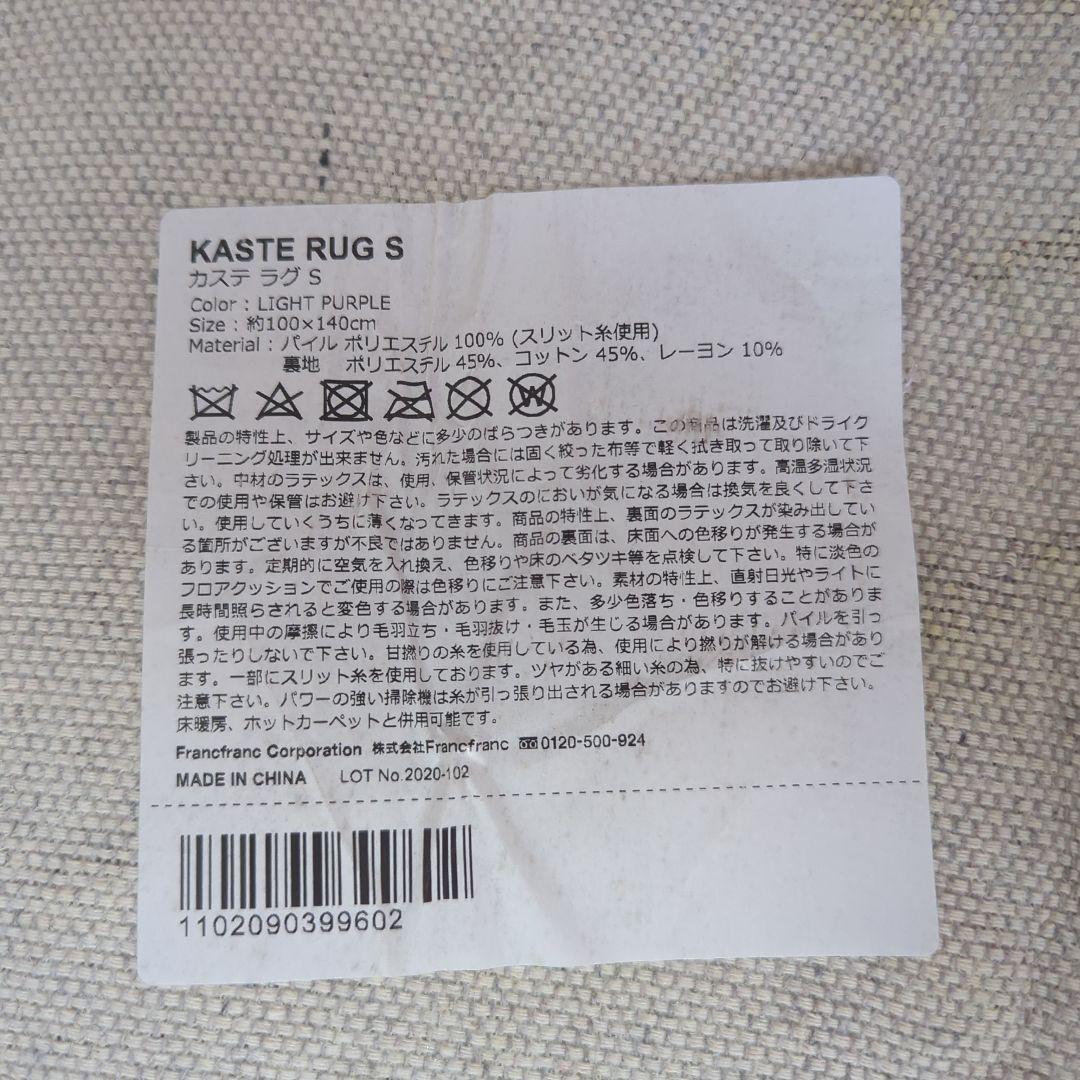 KASTE RUG S
カステ ラグ S
Color : LIGHT PURPLE
Size : 約100×140cm
Material : パイル ポリエステル 100% (スリット糸使用)
裏地 ポリエステル 45%、コットン 45%、レーヨン 10%
製品の特性上、サイズや色などに多少のばらつきがあります。この商品は洗濯及びドライク
リーニング処理が出来ません。汚れた場合には固く絞った布等で軽く拭き取って取り除いて下
さい。中材のラテックスは、使用、保管状況によって劣化する場合があります。高温多湿状況
での使用や保管はお避け下さい。ラテックスのにおいが気になる場合は換気を良くして下さ
い。使用していくうちに薄くなってきます。商品の特性上、裏面のラテックスが染み出してい
る箇所がございますが不良ではありません。商品の裏面は、床面への色移りが発生する場合が
あります。定期的に空気を入れ換え、色移りや床のベタツキ等を点検して下さい。特に淡色の
フロアクッションでご使用の際は色移りにご注意下さい。素材の特性上、直射日光やライトに
長時間照らされると変色する場合があります。また、多少色落ち・色移りすることがありま
す。使用中の摩擦により毛羽立ち・毛羽抜け・毛玉が生じる場合があります。パイルを引っ
張ったりしないで下さい。甘撚りの糸を使用している為、使用により撚りが解ける場合があり
ます。一部にスリット糸を使用しております。ツヤがある細い糸の為、特に抜けやすいのでご
注意下さい。パワーの強い掃除機は糸が引っ張り出される場合がありますのでお避け下さい。
床暖房、ホットカーペットと併用可能です。
Francfranc Corporation 株式会社Francfranc 0120-500-924
MADE IN CHINA LOT No.2020-102
1102090399602